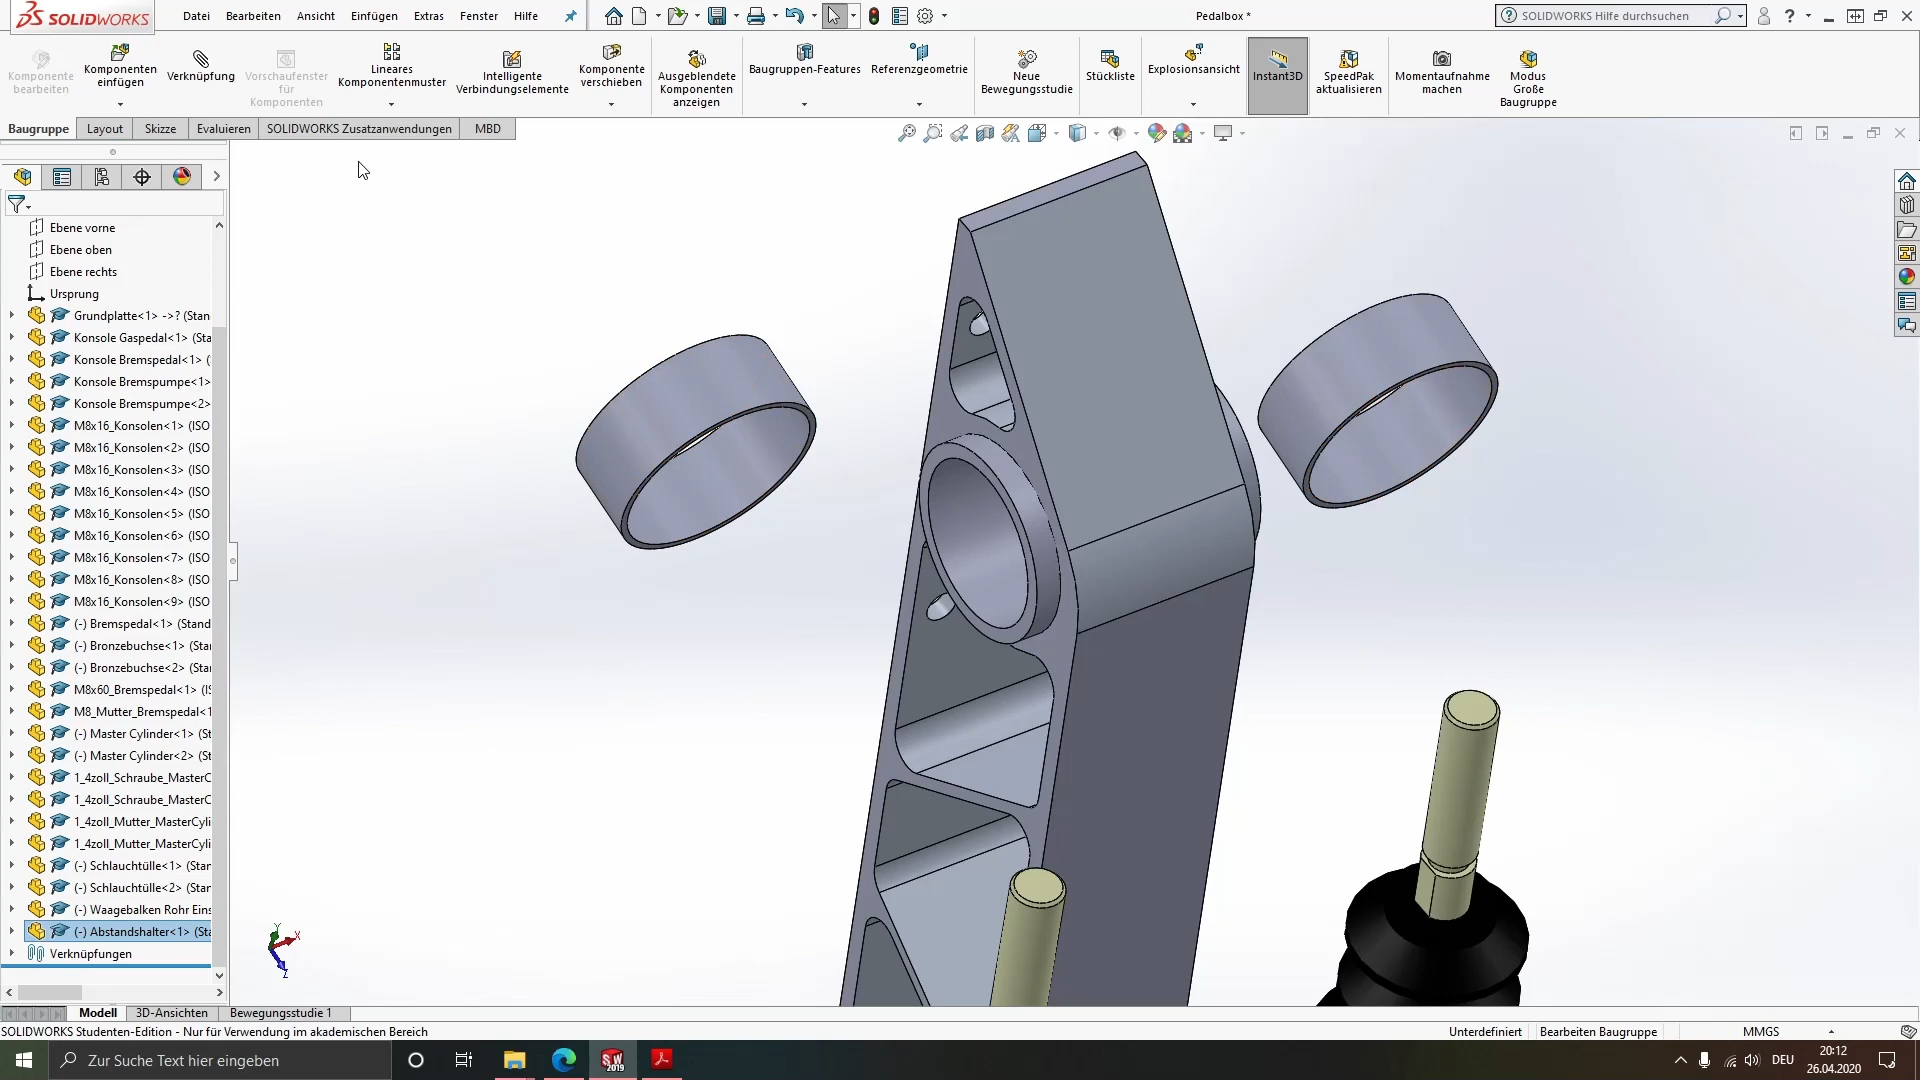 SOLIDWORKS
Datei Bearbeiten Ansicht Einfügen Extras Fenster Hilfe
Pedalbox *
SOLIDWORKS Hilfe durchsuchen
Komponente bearbeiten
Komponenten einfügen
Verknüpfung
Vorschaufenster für Komponenten
Lineares Komponentenmuster
Intelligente Verbindungselemente
Komponente verschieben
Ausgeblendete Komponenten anzeigen
Baugruppen-Features
Referenzgeometrie
Neue Bewegungsstudie
Stückliste
Explosionsansicht
Instant3D
SpeedPak aktualisieren
Momentaufnahme machen
Modus Große Baugruppe
Baugruppe Layout Skizze Evaluieren SOLIDWORKS Zusatzanwendungen MBD
Ebene vorne
Ebene oben
Ebene rechts
Ursprung
Grundplatte<1> ->? (Stan
Konsole Gaspedal<1> (Sta
Konsole Bremspedal<1> (
Konsole Bremspumpe<1>
Konsole Bremspumpe<2>
M8x16_Konsolen<1> (ISO
M8x16_Konsolen<2> (ISO
M8x16_Konsolen<3> (ISO
M8x16_Konsolen<4> (ISO
M8x16_Konsolen<5> (ISO
M8x16_Konsolen<6> (ISO
M8x16_Konsolen<7> (ISO
M8x16_Konsolen<8> (ISO
M8x16_Konsolen<9> (ISO
(-) Bremspedal<1> (Stand
(-) Bronzebuchse<1> (Star
(-) Bronzebuchse<2> (Star
M8x60_Bremspedal<1> (IS
M8_Mutter_Bremspedal<1
(-) Master Cylinder<1> (St
(-) Master Cylinder<2> (St
1_4zoll_Schraube_MasterC
1_4zoll_Schraube_MasterC
1_4zoll_Mutter_MasterCyli
1_4zoll_Mutter_MasterCyli
(-) Schlauchtülle<1> (Star
(-) Schlauchtülle<2> (Star
(-) Waagebalken Rohr Eins
(-) Abstandshalter<1> (Sta
Verknüpfungen
Y
X
Z
Modell 3D-Ansichten Bewegungsstudie 1
SOLIDWORKS Studenten-Edition - Nur für Verwendung im akademischen Bereich
Unterdefiniert Bearbeiten Baugruppe MMGS
Zur Suche Text hier eingeben
SW
2019
DEU
20:12
26.04.2020